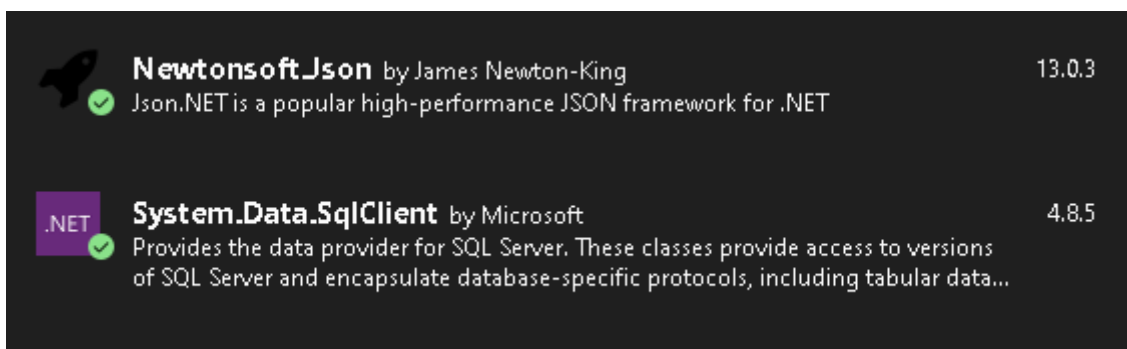 Newtonsoft.Json by James Newton-King 13.0.3
Json.NET is a popular high-performance JSON framework for .NET
.NET
System.Data.SqlClient by Microsoft 4.8.5
Provides the data provider for SQL Server. These classes provide access to versions
of SQL Server and encapsulate database-specific protocols, including tabular data...